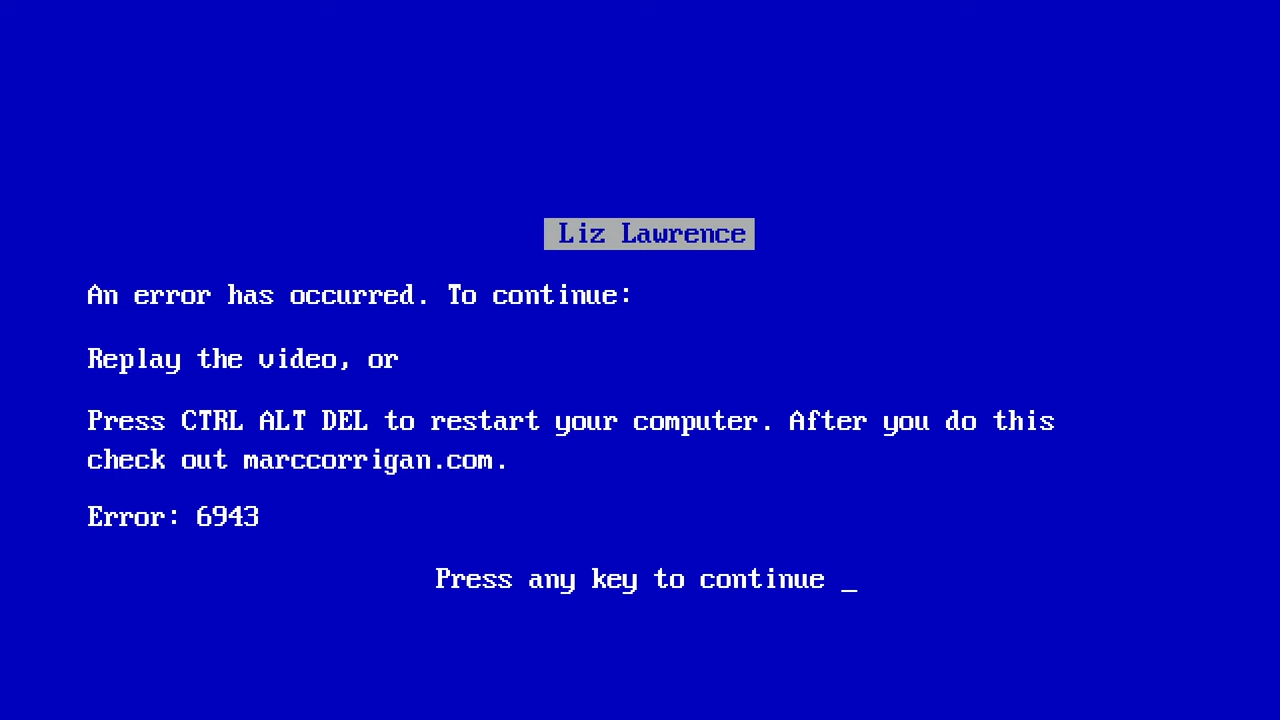 Liz Lawrence
An error has occurred. To continue:
Replay the video, or
Press CTRL ALT DEL to restart your computer. After you do this
check out marccorrigan.com.
Error: 6943
Press any key to continue _